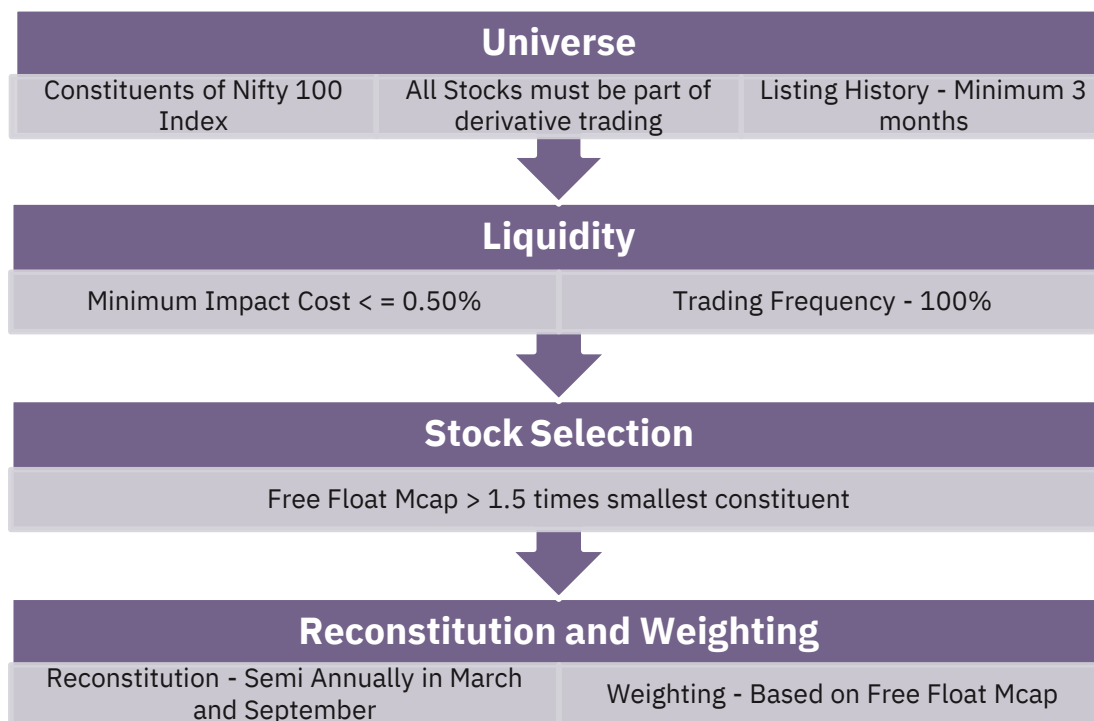 Universe
Constituents of Nifty 100
Index
All Stocks must be part of
derivative trading
Listing History - Minimum 3
months
Liquidity
Minimum Impact Cost < = 0.50%
Trading Frequency - 100%
Stock Selection
Free Float Mcap > 1.5 times smallest constituent
Reconstitution and Weighting
Reconstitution - Semi Annually in March
and September
Weighting - Based on Free Float Mcap